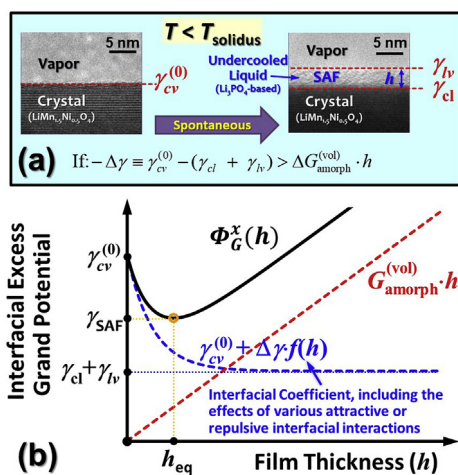 T < Tsolidus
5 nm
5 nm
Vapor
γcv(0)
Undercooled
Liquid
(Li3PO4-based)
Vapor
SAF
h
γlv
γcl
Crystal
(LiMn1.5Ni0.5O4)
Spontaneous
Crystal
(LiMn1.5Ni0.5O4)
(a)
If: −Δγ ≡ γcv(0) − (γcl + γlv) > ΔGamorph(vol) · h
Interfacial Excess
Grand Potential
γcv(0)
ΦGx(h)
Gamorph(vol)·h
γSAF
γcv(0) + Δγ·f(h)
γcl+γlv
Interfacial Coefficient, including the
effects of various attractive or
repulsive interfacial interactions
(b)
heq
Film Thickness (h)